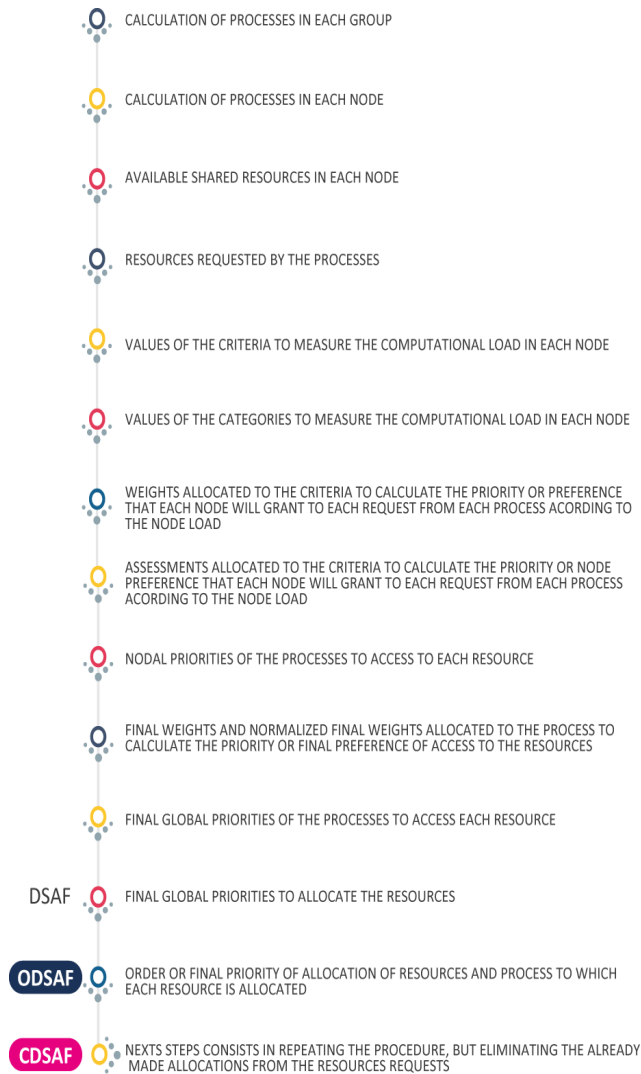 CALCULATION OF PROCESSES IN EACH GROUP
CALCULATION OF PROCESSES IN EACH NODE
AVAILABLE SHARED RESOURCES IN EACH NODE
RESOURCES REQUESTED BY THE PROCESSES
VALUES OF THE CRITERIA TO MEASURE THE COMPUTATIONAL LOAD IN EACH NODE
VALUES OF THE CATEGORIES TO MEASURE THE COMPUTATIONAL LOAD IN EACH NODE
WEIGHTS ALLOCATED TO THE CRITERIA TO CALCULATE THE PRIORITY OR PREFERENCE
THAT EACH NODE WILL GRANT TO EACH REQUEST FROM EACH PROCESS ACORDING TO
THE NODE LOAD
ASSESSMENTS ALLOCATED TO THE CRITERIA TO CALCULATE THE PRIORITY OR NODE
PREFERENCE THAT EACH NODE WILL GRANT TO EACH REQUEST FROM EACH PROCESS
ACORDING TO THE NODE LOAD
NODAL PRIORITIES OF THE PROCESSES TO ACCESS TO EACH RESOURCE
FINAL WEIGHTS AND NORMALIZED FINAL WEIGHTS ALLOCATED TO THE PROCESS TO
CALCULATE THE PRIORITY OR FINAL PREFERENCE OF ACCESS TO THE RESOURCES
FINAL GLOBAL PRIORITIES OF THE PROCESSES TO ACCESS EACH RESOURCE
DSAF
FINAL GLOBAL PRIORITIES TO ALLOCATE THE RESOURCES
ODSAF
ORDER OR FINAL PRIORITY OF ALLOCATION OF RESOURCES AND PROCESS TO WHICH
EACH RESOURCE IS ALLOCATED
CDSAF
NEXTS STEPS CONSISTS IN REPEATING THE PROCEDURE, BUT ELIMINATING THE ALREADY
MADE ALLOCATIONS FROM THE RESOURCES REQUESTS